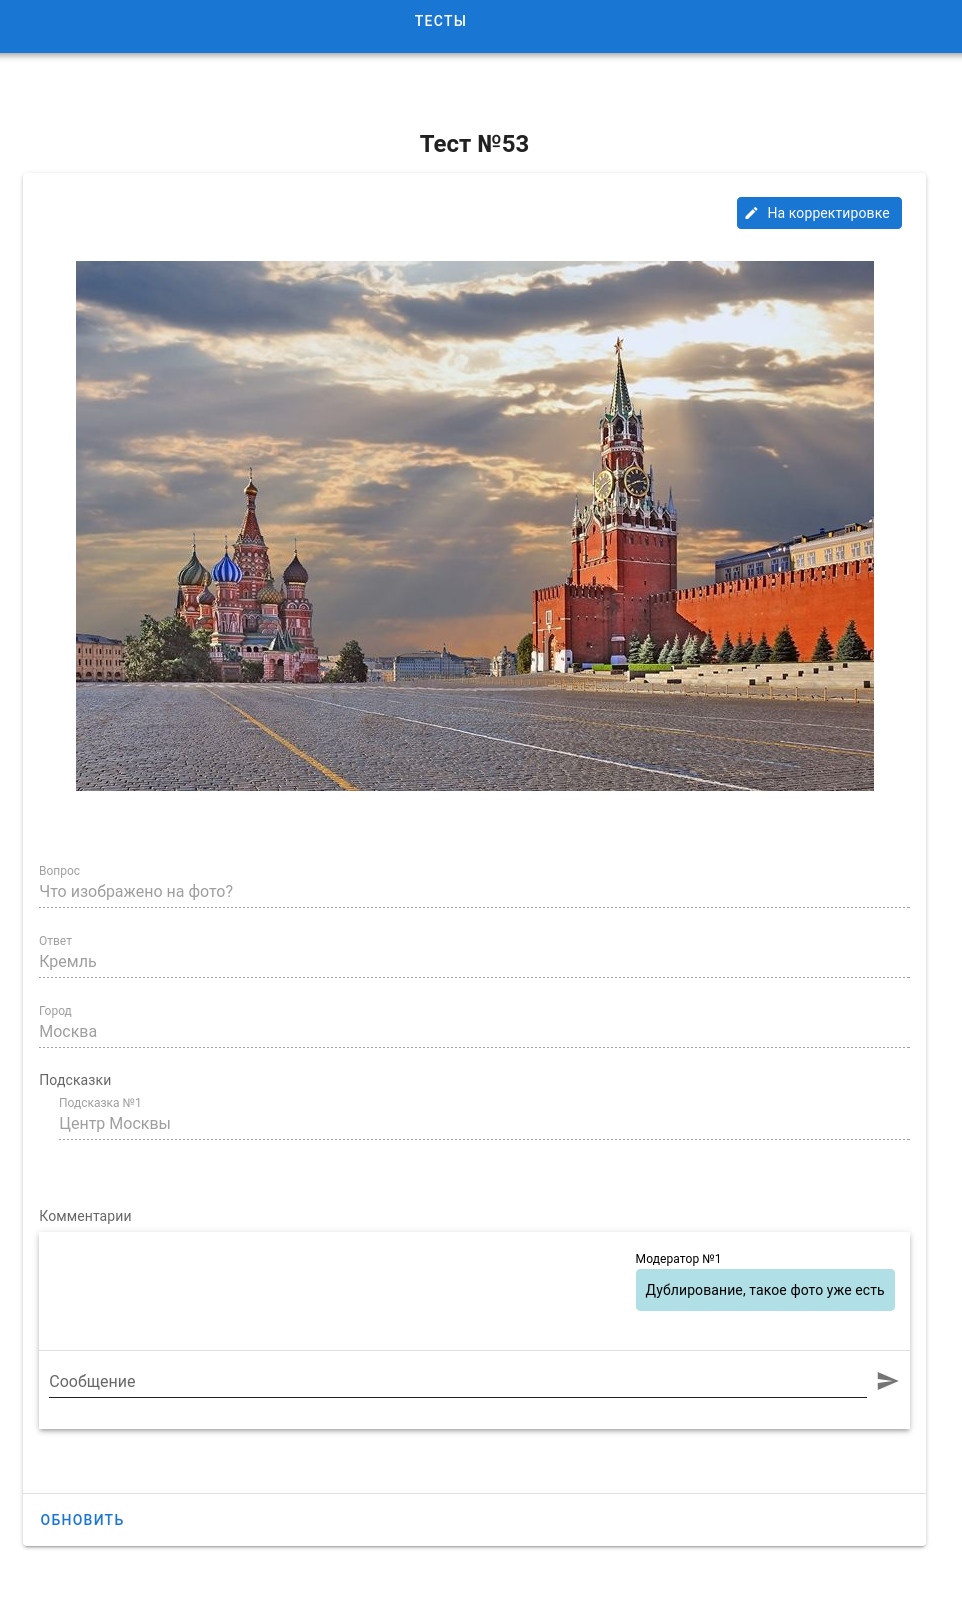 ТЕСТЫ
Тест №53
На корректировке
Вопрос
Что изображено на фото?
Ответ
Кремль
Город
Москва
Подсказки
Подсказка №1
Центр Москвы
Комментарии
Модератор №1
Дублирование, такое фото уже есть
Сообщение
ОБНОВИТЬ